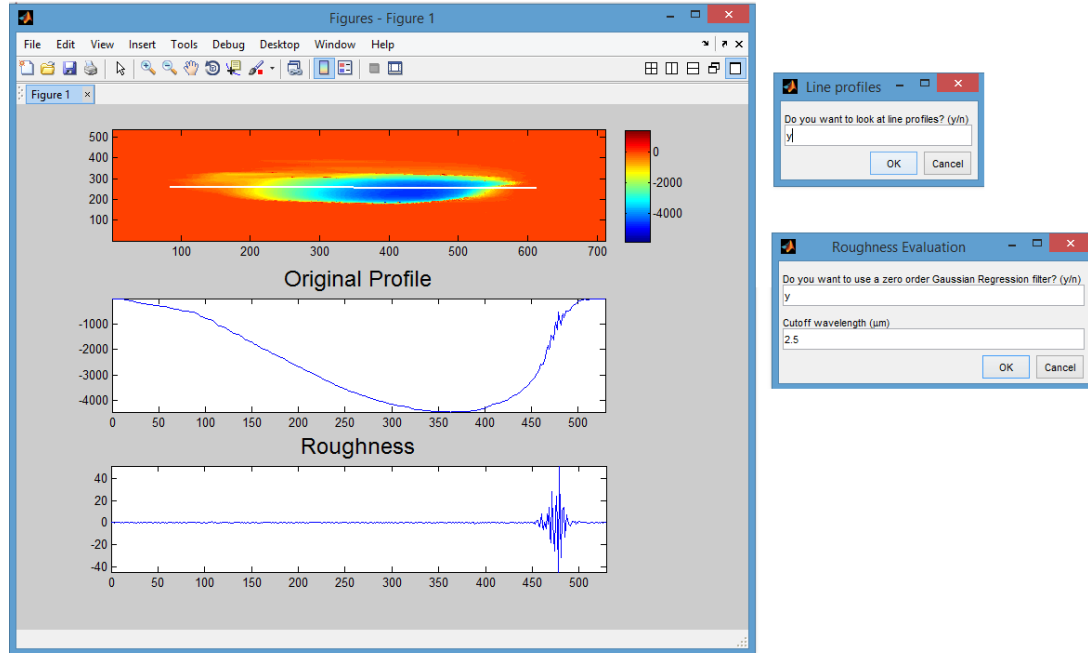 Figures - Figure 1
File Edit View Insert Tools Debug Desktop Window Help
Figure 1
500
400
300
200
100
100 200 300 400 500 600 700
0
-2000
-4000
Original Profile
-1000
-2000
-3000
-4000
0 50 100 150 200 250 300 350 400 450 500
Roughness
40
20
0
-20
-40
0 50 100 150 200 250 300 350 400 450 500
Line profiles
Do you want to look at line profiles? (y/n)
y
OK Cancel
Roughness Evaluation
Do you want to use a zero order Gaussian Regression filter? (y/n)
y
Cutoff wavelength (µm)
2.5
OK Cancel